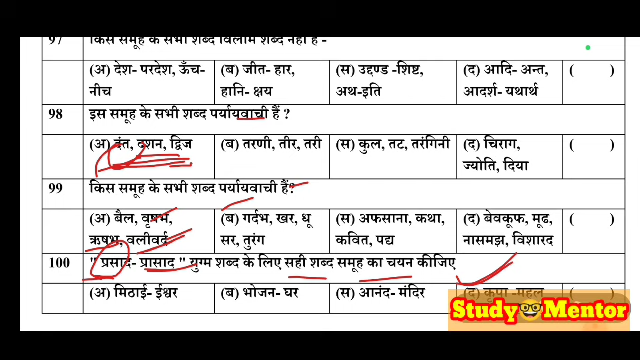 97 किस समूह के सभी शब्द विलोम शब्द नहीं है -
(अ) देश- परदेश, ऊँच- (ब) जीत- हार, (स) उद्दण्ड -शिष्ट, (द) आदि- अन्त, ( )
नीच हानि- क्षय अथ-इति आदर्श- यथार्थ
98 इस समूह के सभी शब्द पर्यायवाची हैं ?
(अ) दंत, दशन, द्विज (ब) तरणी, तीर, तरी (स) कुल, तट, तरंगिनी (द) चिराग, ( )
ज्योति, दिया
99 किस समूह के सभी शब्द पर्यायवाची हैं?
(अ) बैल, वृषभ, (ब) गर्दभ, खर, धू (स) अफसाना, कथा, (द) बेवकूफ, मूढ, ( )
ऋषभ, वलीवर्द सर, तुरंग कवित, पद्य नासमझ, विशारद
100 " प्रसाद- प्रासाद " युग्म शब्द के लिए सही शब्द समूह का चयन कीजिए
(अ) मिठाई- ईश्वर (ब) भोजन- घर (स) आनंद- मंदिर (द) कृपा -महल ( )
Study Mentor